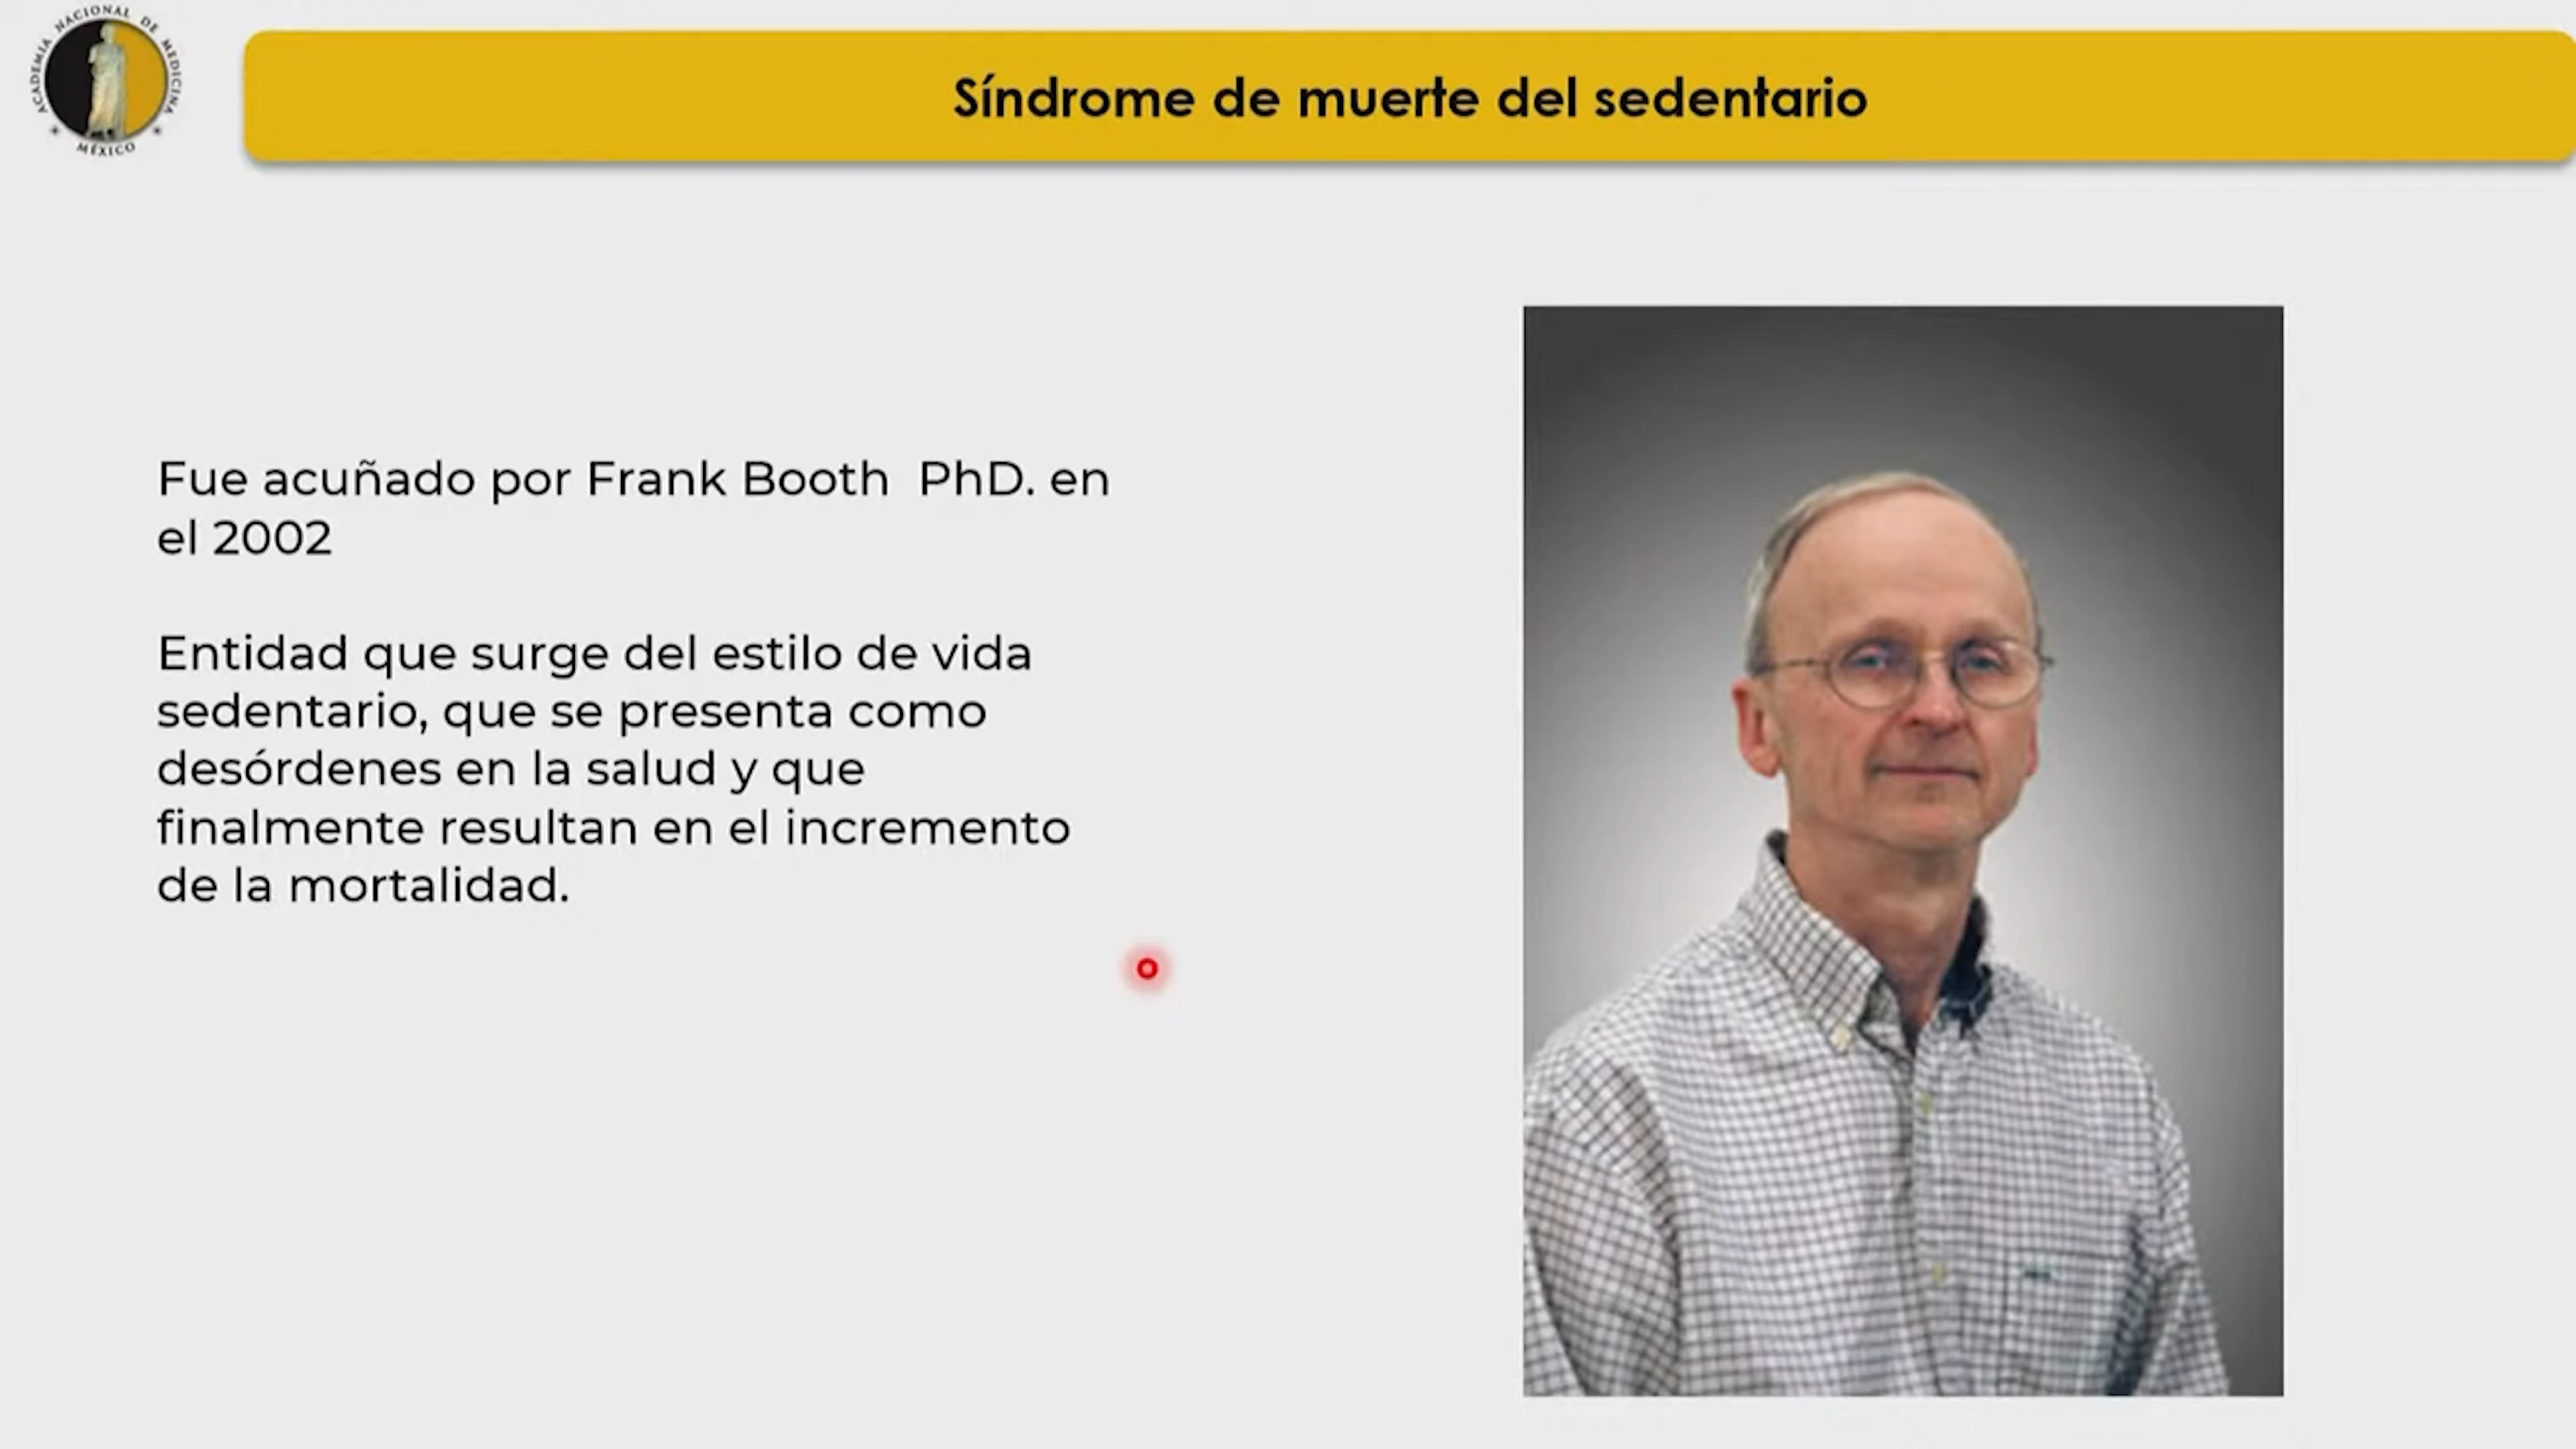 ACADEMIA NACIONAL DE MEDICINA
MÉXICO
Síndrome de muerte del sedentario
Fue acuñado por Frank Booth  PhD. en
el 2002
Entidad que surge del estilo de vida
sedentario, que se presenta como
desórdenes en la salud y que
finalmente resultan en el incremento
de la mortalidad.